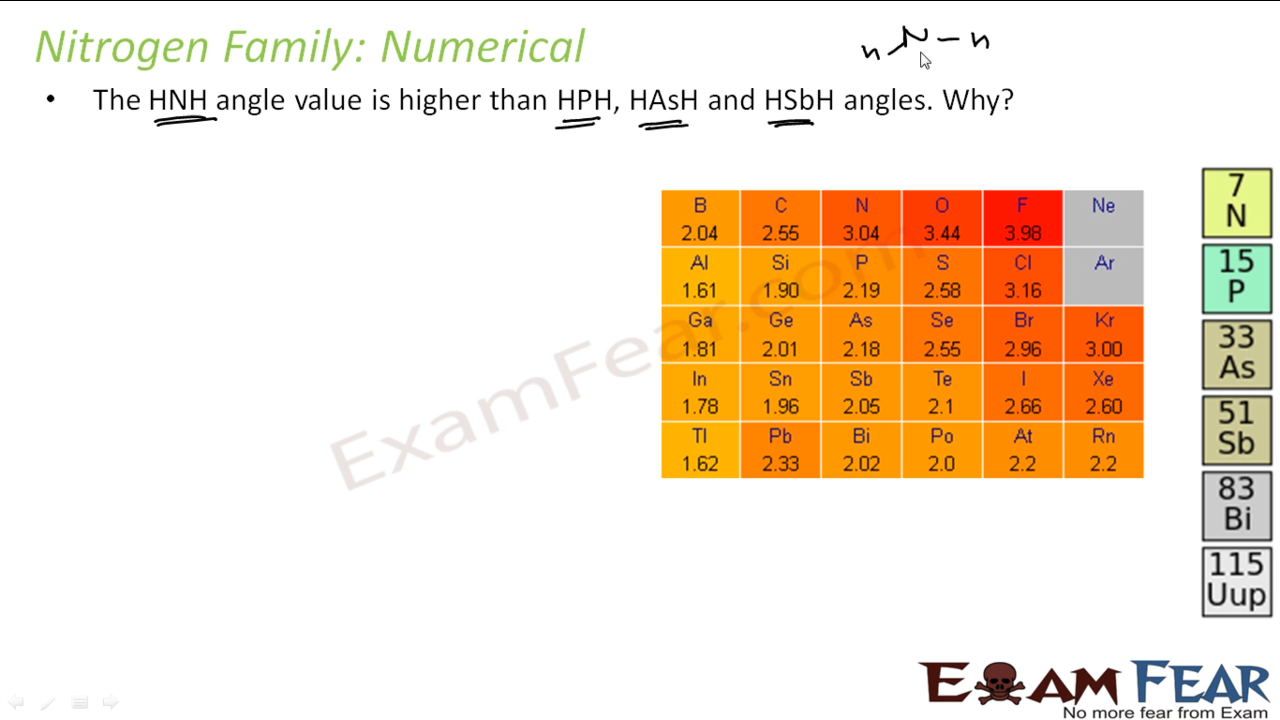 Nitrogen Family: Numerical
N
H
H
• The HNH angle value is higher than HPH, HAsH and HSbH angles. Why?
B C N O F Ne
2.04 2.55 3.04 3.44 3.98
Al Si P S Cl Ar
1.61 1.90 2.19 2.58 3.16
Ga Ge As Se Br Kr
1.81 2.01 2.18 2.55 2.96 3.00
In Sn Sb Te I Xe
1.78 1.96 2.05 2.1 2.66 2.60
Tl Pb Bi Po At Rn
1.62 2.33 2.02 2.0 2.2 2.2
7
N
15
P
33
As
51
Sb
83
Bi
115
Uup
ExamFear.com
EXAM FEAR
No more fear from Exam